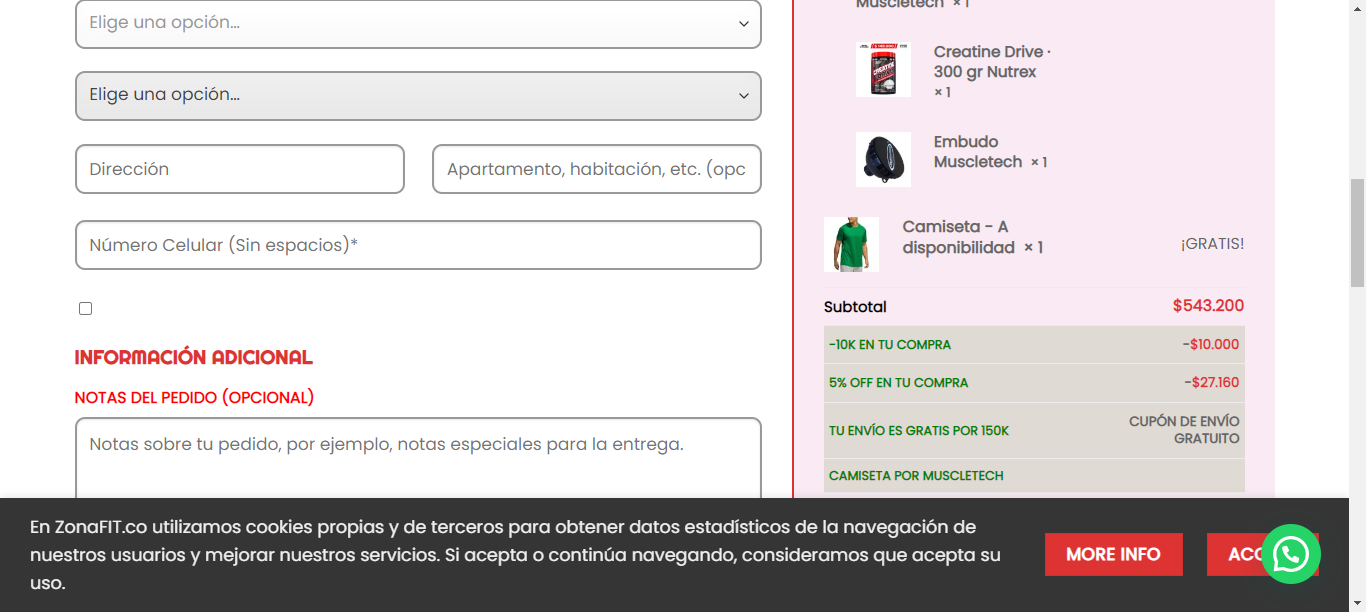 Elige una opción...
Elige una opción...
Dirección
Apartamento, habitación, etc. (opc
Número Celular (Sin espacios)*
INFORMACIÓN ADICIONAL
NOTAS DEL PEDIDO (OPCIONAL)
Notas sobre tu pedido, por ejemplo, notas especiales para la entrega.
Muscletech × 1
Creatine Drive ·
300 gr Nutrex
× 1
Embudo
Muscletech × 1
Camiseta - A
disponibilidad × 1
¡GRATIS!
Subtotal $543.200
-10K EN TU COMPRA -$10.000
5% OFF EN TU COMPRA -$27.160
TU ENVÍO ES GRATIS POR 150K
CUPÓN DE ENVÍO
GRATUITO
CAMISETA POR MUSCLETECH
En ZonaFIT.co utilizamos cookies propias y de terceros para obtener datos estadísticos de la navegación de
nuestros usuarios y mejorar nuestros servicios. Si acepta o continúa navegando, consideramos que acepta su
uso.
MORE INFO